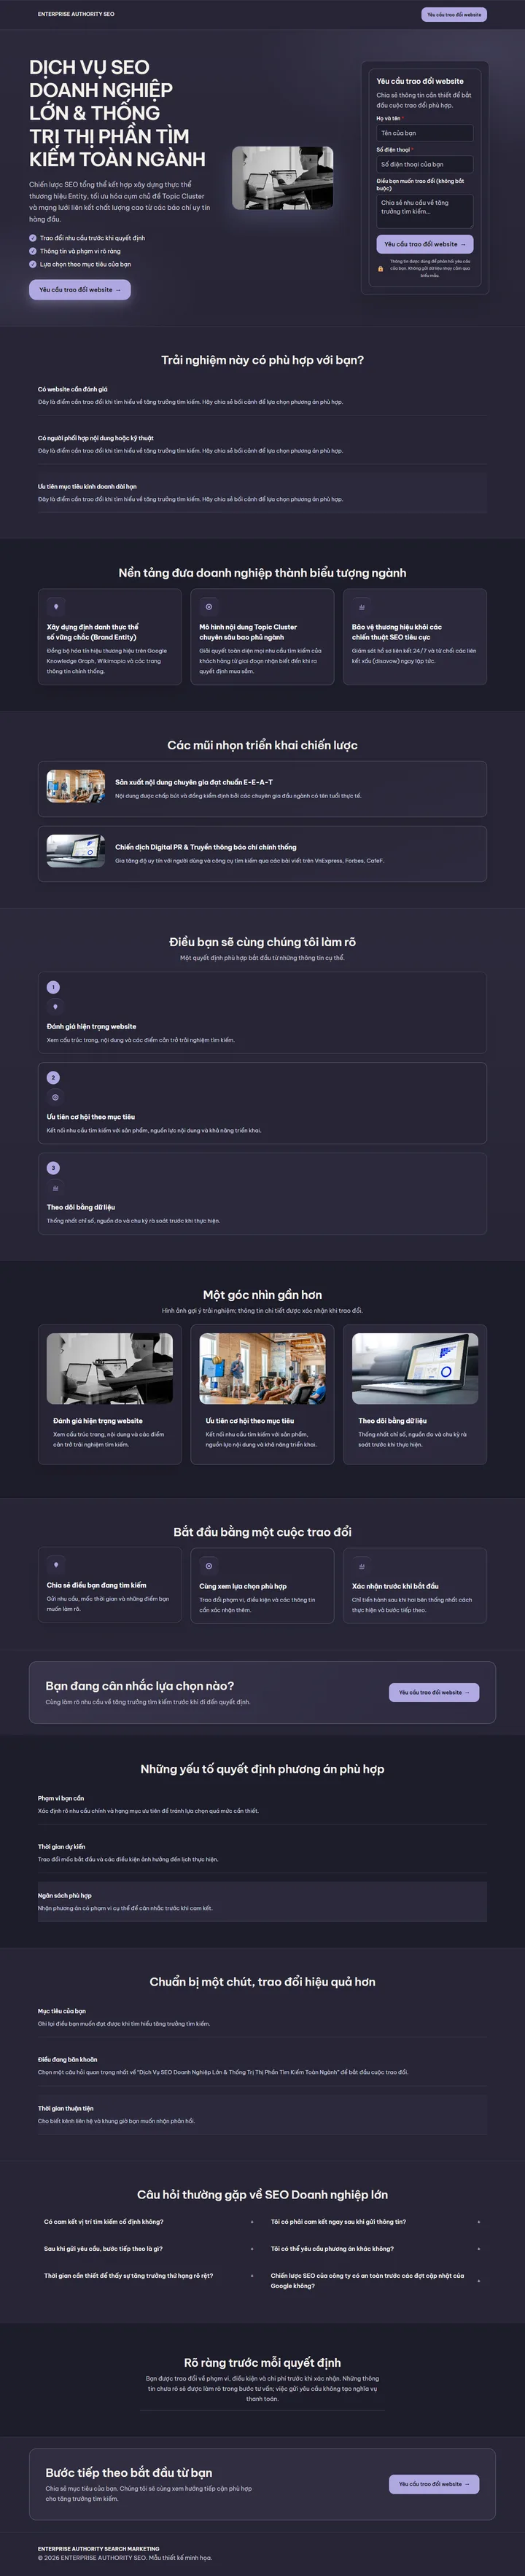 ENTERPRISE AUTHORITY SEO
Yêu cầu trao đổi website
DỊCH VỤ SEO
DOANH NGHIỆP
LỚN & THỐNG
TRỊ THỊ PHẦN TÌM
KIẾM TOÀN NGÀNH
Chiến lược SEO tổng thể kết hợp xây dựng thực thể
thương hiệu Entity, tối ưu hóa cụm chủ đề Topic Cluster
và mạng lưới liên kết chất lượng cao từ các báo chí uy tín
hàng đầu.
Trao đổi nhu cầu trước khi quyết định
Thông tin và phạm vi rõ ràng
Lựa chọn theo mục tiêu của bạn
Yêu cầu trao đổi website →
Yêu cầu trao đổi website
Chia sẻ thông tin cần thiết để bắt
đầu cuộc trao đổi phù hợp.
Họ và tên *
Tên của bạn
Số điện thoại *
Số điện thoại của bạn
Điều bạn muốn trao đổi (không bắt
buộc)
Chia sẻ nhu cầu về tăng
trưởng tìm kiếm...
Yêu cầu trao đổi website →
Thông tin được dùng để phản hồi yêu cầu
của bạn. Không gửi dữ liệu nhạy cảm qua
biểu mẫu.
Trải nghiệm này có phù hợp với bạn?
Có website cần đánh giá
Đây là điểm cần trao đổi khi tìm hiểu về tăng trưởng tìm kiếm. Hãy chia sẻ bối cảnh để lựa chọn phương án phù hợp.
Có người phối hợp nội dung hoặc kỹ thuật
Đây là điểm cần trao đổi khi tìm hiểu về tăng trưởng tìm kiếm. Hãy chia sẻ bối cảnh để lựa chọn phương án phù hợp.
Ưu tiên mục tiêu kinh doanh dài hạn
Đây là điểm cần trao đổi khi tìm hiểu về tăng trưởng tìm kiếm. Hãy chia sẻ bối cảnh để lựa chọn phương án phù hợp.
Nền tảng đưa doanh nghiệp thành biểu tượng ngành
Xây dựng định danh thực thể
số vững chắc (Brand Entity)
Đồng bộ hóa tín hiệu thương hiệu trên Google
Knowledge Graph, Wikimapia và các trang
thông tin chính thống.
Mô hình nội dung Topic Cluster
chuyên sâu bao phủ ngành
Giải quyết toàn diện mọi nhu cầu tìm kiếm của
khách hàng từ giai đoạn nhận biết đến khi ra
quyết định mua sắm.
Bảo vệ thương hiệu khỏi các
chiến thuật SEO tiêu cực
Giám sát hồ sơ liên kết 24/7 và từ chối các liên
kết xấu (disavow) ngay lập tức.
Các mũi nhọn triển khai chiến lược
Sản xuất nội dung chuyên gia đạt chuẩn E-E-A-T
Nội dung được chấp bút và đồng kiểm định bởi các chuyên gia đầu ngành có tên tuổi thực tế.
Chiến dịch Digital PR & Truyền thông báo chí chính thống
Gia tăng độ uy tín với người dùng và công cụ tìm kiếm qua các bài viết trên VnExpress, Forbes, CafeF.
Điều bạn sẽ cùng chúng tôi làm rõ
Một quyết định phù hợp bắt đầu từ những thông tin cụ thể.
1
Đánh giá hiện trạng website
Xem cấu trúc trang, nội dung và các điểm cản trở trải nghiệm tìm kiếm.
2
Ưu tiên cơ hội theo mục tiêu
Kết nối nhu cầu tìm kiếm với sản phẩm, nguồn lực nội dung và khả năng triển khai.
3
Theo dõi bằng dữ liệu
Thống nhất chỉ số, nguồn đo và chu kỳ rà soát trước khi thực hiện.
Một góc nhìn gần hơn
Hình ảnh gợi ý trải nghiệm; thông tin chi tiết được xác nhận khi trao đổi.
Đánh giá hiện trạng website
Xem cấu trúc trang, nội dung và các điểm
cản trở trải nghiệm tìm kiếm.
Ưu tiên cơ hội theo mục tiêu
Kết nối nhu cầu tìm kiếm với sản phẩm,
nguồn lực nội dung và khả năng triển khai.
Theo dõi bằng dữ liệu
Thống nhất chỉ số, nguồn đo và chu kỳ rà
soát trước khi thực hiện.
Bắt đầu bằng một cuộc trao đổi
Chia sẻ điều bạn đang tìm kiếm
Gửi nhu cầu, mốc thời gian và những điểm bạn
muốn làm rõ.
Cùng xem lựa chọn phù hợp
Trao đổi phạm vi, điều kiện và các thông tin
cần xác nhận thêm.
Xác nhận trước khi bắt đầu
Chỉ tiến hành sau khi hai bên thống nhất cách
thực hiện và bước tiếp theo.
Bạn đang cân nhắc lựa chọn nào?
Cùng làm rõ nhu cầu về tăng trưởng tìm kiếm trước khi đi đến quyết định.
Yêu cầu trao đổi website →
Những yếu tố quyết định phương án phù hợp
Phạm vi bạn cần
Xác định rõ nhu cầu chính và hạng mục ưu tiên để tránh lựa chọn quá mức cần thiết.
Thời gian dự kiến
Trao đổi mốc bắt đầu và các điều kiện ảnh hưởng đến lịch thực hiện.
Ngân sách phù hợp
Nhận phương án có phạm vi cụ thể để cân nhắc trước khi cam kết.
Chuẩn bị một chút, trao đổi hiệu quả hơn
Mục tiêu của bạn
Ghi lại điều bạn muốn đạt được khi tìm hiểu tăng trưởng tìm kiếm.
Điều đang băn khoăn
Chọn một câu hỏi quan trọng nhất về "Dịch Vụ SEO Doanh Nghiệp Lớn & Thống Trị Thị Phần Tìm Kiếm Toàn Ngành" để bắt đầu cuộc trao đổi.
Thời gian thuận tiện
Cho biết kênh liên hệ và khung giờ bạn muốn nhận phản hồi.
Câu hỏi thường gặp về SEO Doanh nghiệp lớn
Có cam kết vị trí tìm kiếm cố định không? +
Tôi có phải cam kết ngay sau khi gửi thông tin? +
Sau khi gửi yêu cầu, bước tiếp theo là gì? +
Tôi có thể yêu cầu phương án khác không? +
Thời gian cần thiết để thấy sự tăng trưởng thứ hạng rõ rệt? +
Chiến lược SEO của công ty có an toàn trước các đợt cập nhật của
Google không? +
Rõ ràng trước mỗi quyết định
Bạn được trao đổi về phạm vi, điều kiện và chi phí trước khi xác nhận. Những thông
tin chưa rõ sẽ được làm rõ trong bước tư vấn; việc gửi yêu cầu không tạo nghĩa vụ
thanh toán.
Bước tiếp theo bắt đầu từ bạn
Chia sẻ mục tiêu của bạn. Chúng tôi sẽ cùng xem hướng tiếp cận phù hợp
cho tăng trưởng tìm kiếm.
Yêu cầu trao đổi website →
ENTERPRISE AUTHORITY SEARCH MARKETING
© 2026 ENTERPRISE AUTHORITY SEO. Mẫu thiết kế minh họa.